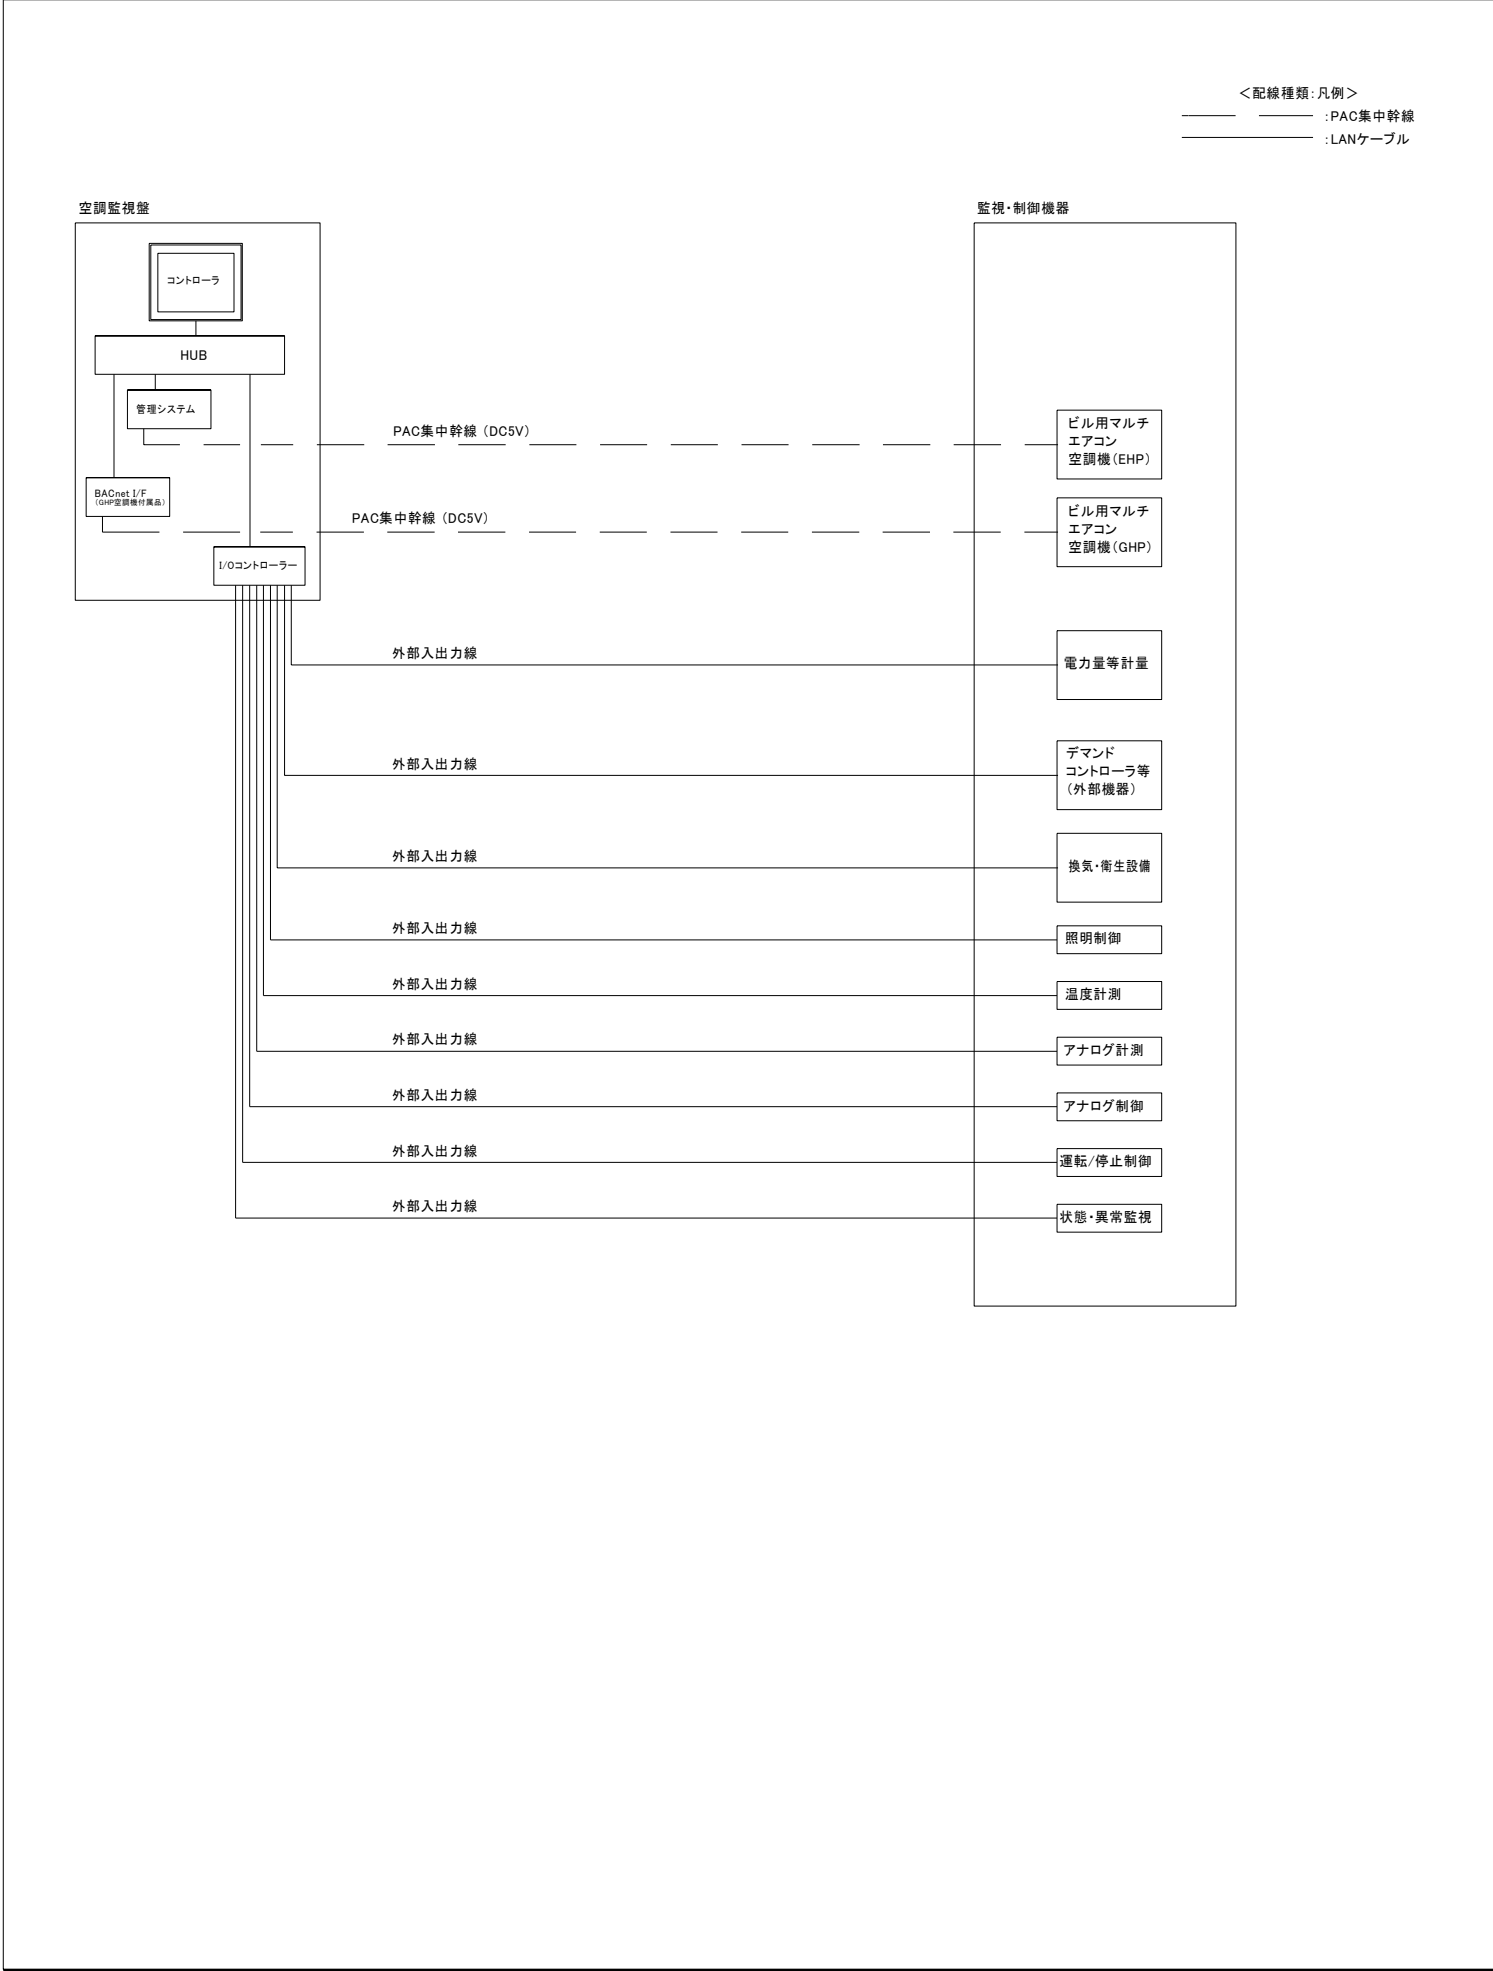 ＜配線種類:凡例＞
:PAC集中幹線
:LANケーブル
空調監視盤
監視・制御機器
コントローラ
HUB
管理システム
PAC集中幹線（DC5V）
ビル用マルチ
エアコン
空調機（EHP）
BACnet I/F
（GHP空調機付属品）
PAC集中幹線（DC5V）
ビル用マルチ
エアコン
空調機（GHP）
I/Oコントローラー
外部入出力線
電力量等計量
外部入出力線
デマンド
コントローラ等
（外部機器）
外部入出力線
換気・衛生設備
外部入出力線
照明制御
外部入出力線
温度計測
外部入出力線
アナログ計測
外部入出力線
アナログ制御
外部入出力線
運転/停止制御
外部入出力線
状態・異常監視